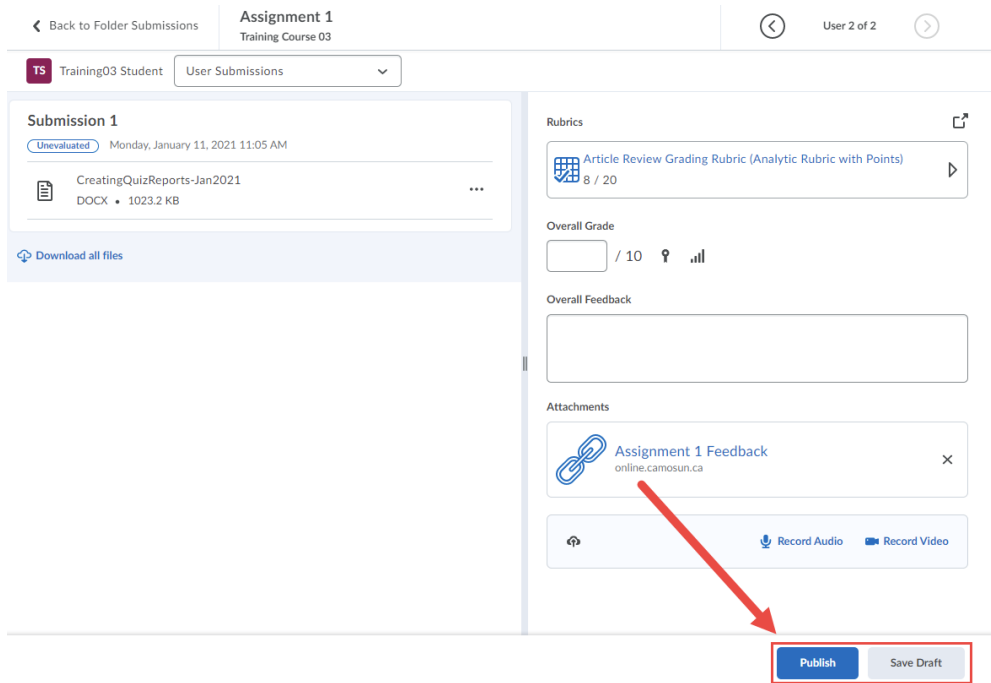 Back to Folder Submissions
Assignment 1
Training Course 03
User 2 of 2
TS Training03 Student User Submissions
Submission 1
Unevaluated Monday, January 11, 2021 11:05 AM
CreatingQuizReports-Jan2021
DOCX • 1023.2 KB
Download all files
Rubrics
Article Review Grading Rubric (Analytic Rubric with Points)
8 / 20
Overall Grade
/ 10
Overall Feedback
Attachments
Assignment 1 Feedback
online.camosun.ca
Record Audio Record Video
Publish Save Draft